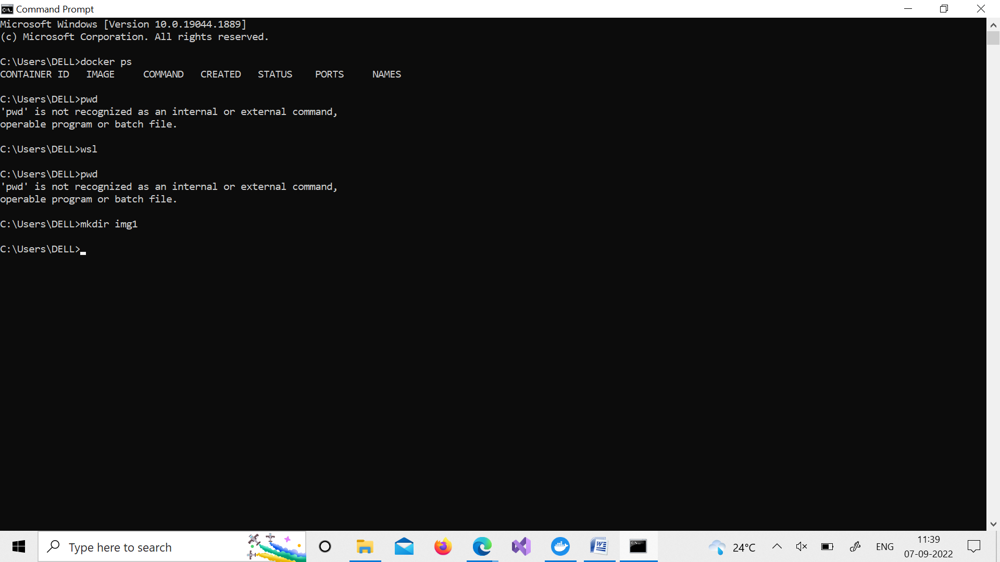 Command Prompt
Microsoft Windows [Version 10.0.19044.1889]
(c) Microsoft Corporation. All rights reserved.
C:\Users\DELL>docker ps
CONTAINER ID   IMAGE     COMMAND   CREATED   STATUS    PORTS     NAMES
C:\Users\DELL>pwd
'pwd' is not recognized as an internal or external command,
operable program or batch file.
C:\Users\DELL>wsl
C:\Users\DELL>pwd
'pwd' is not recognized as an internal or external command,
operable program or batch file.
C:\Users\DELL>mkdir img1
C:\Users\DELL>
Type here to search
24°C
ENG
11:39
07-09-2022